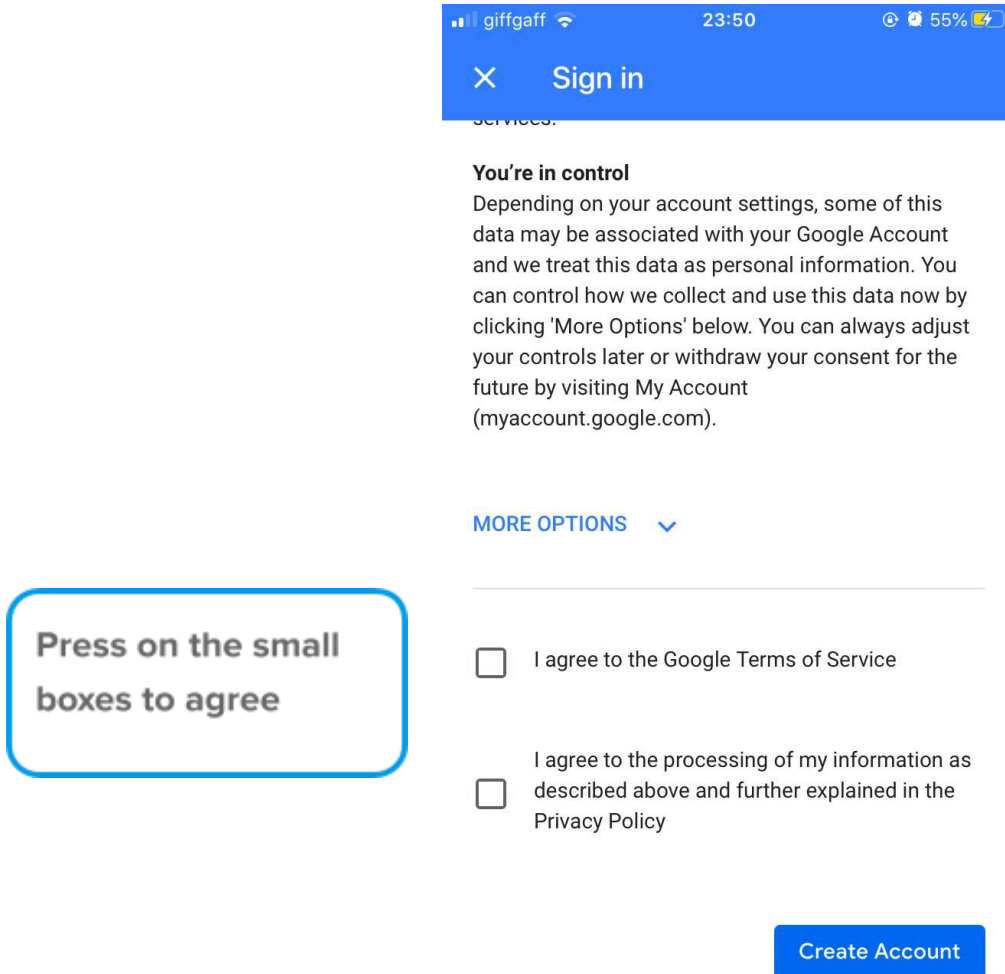 giffgaff 23:50 55%
Sign in
services.
You're in control
Depending on your account settings, some of this
data may be associated with your Google Account
and we treat this data as personal information. You
can control how we collect and use this data now by
clicking 'More Options' below. You can always adjust
your controls later or withdraw your consent for the
future by visiting My Account
(myaccount.google.com).
MORE OPTIONS
Press on the small
boxes to agree
I agree to the Google Terms of Service
I agree to the processing of my information as
described above and further explained in the
Privacy Policy
Create Account